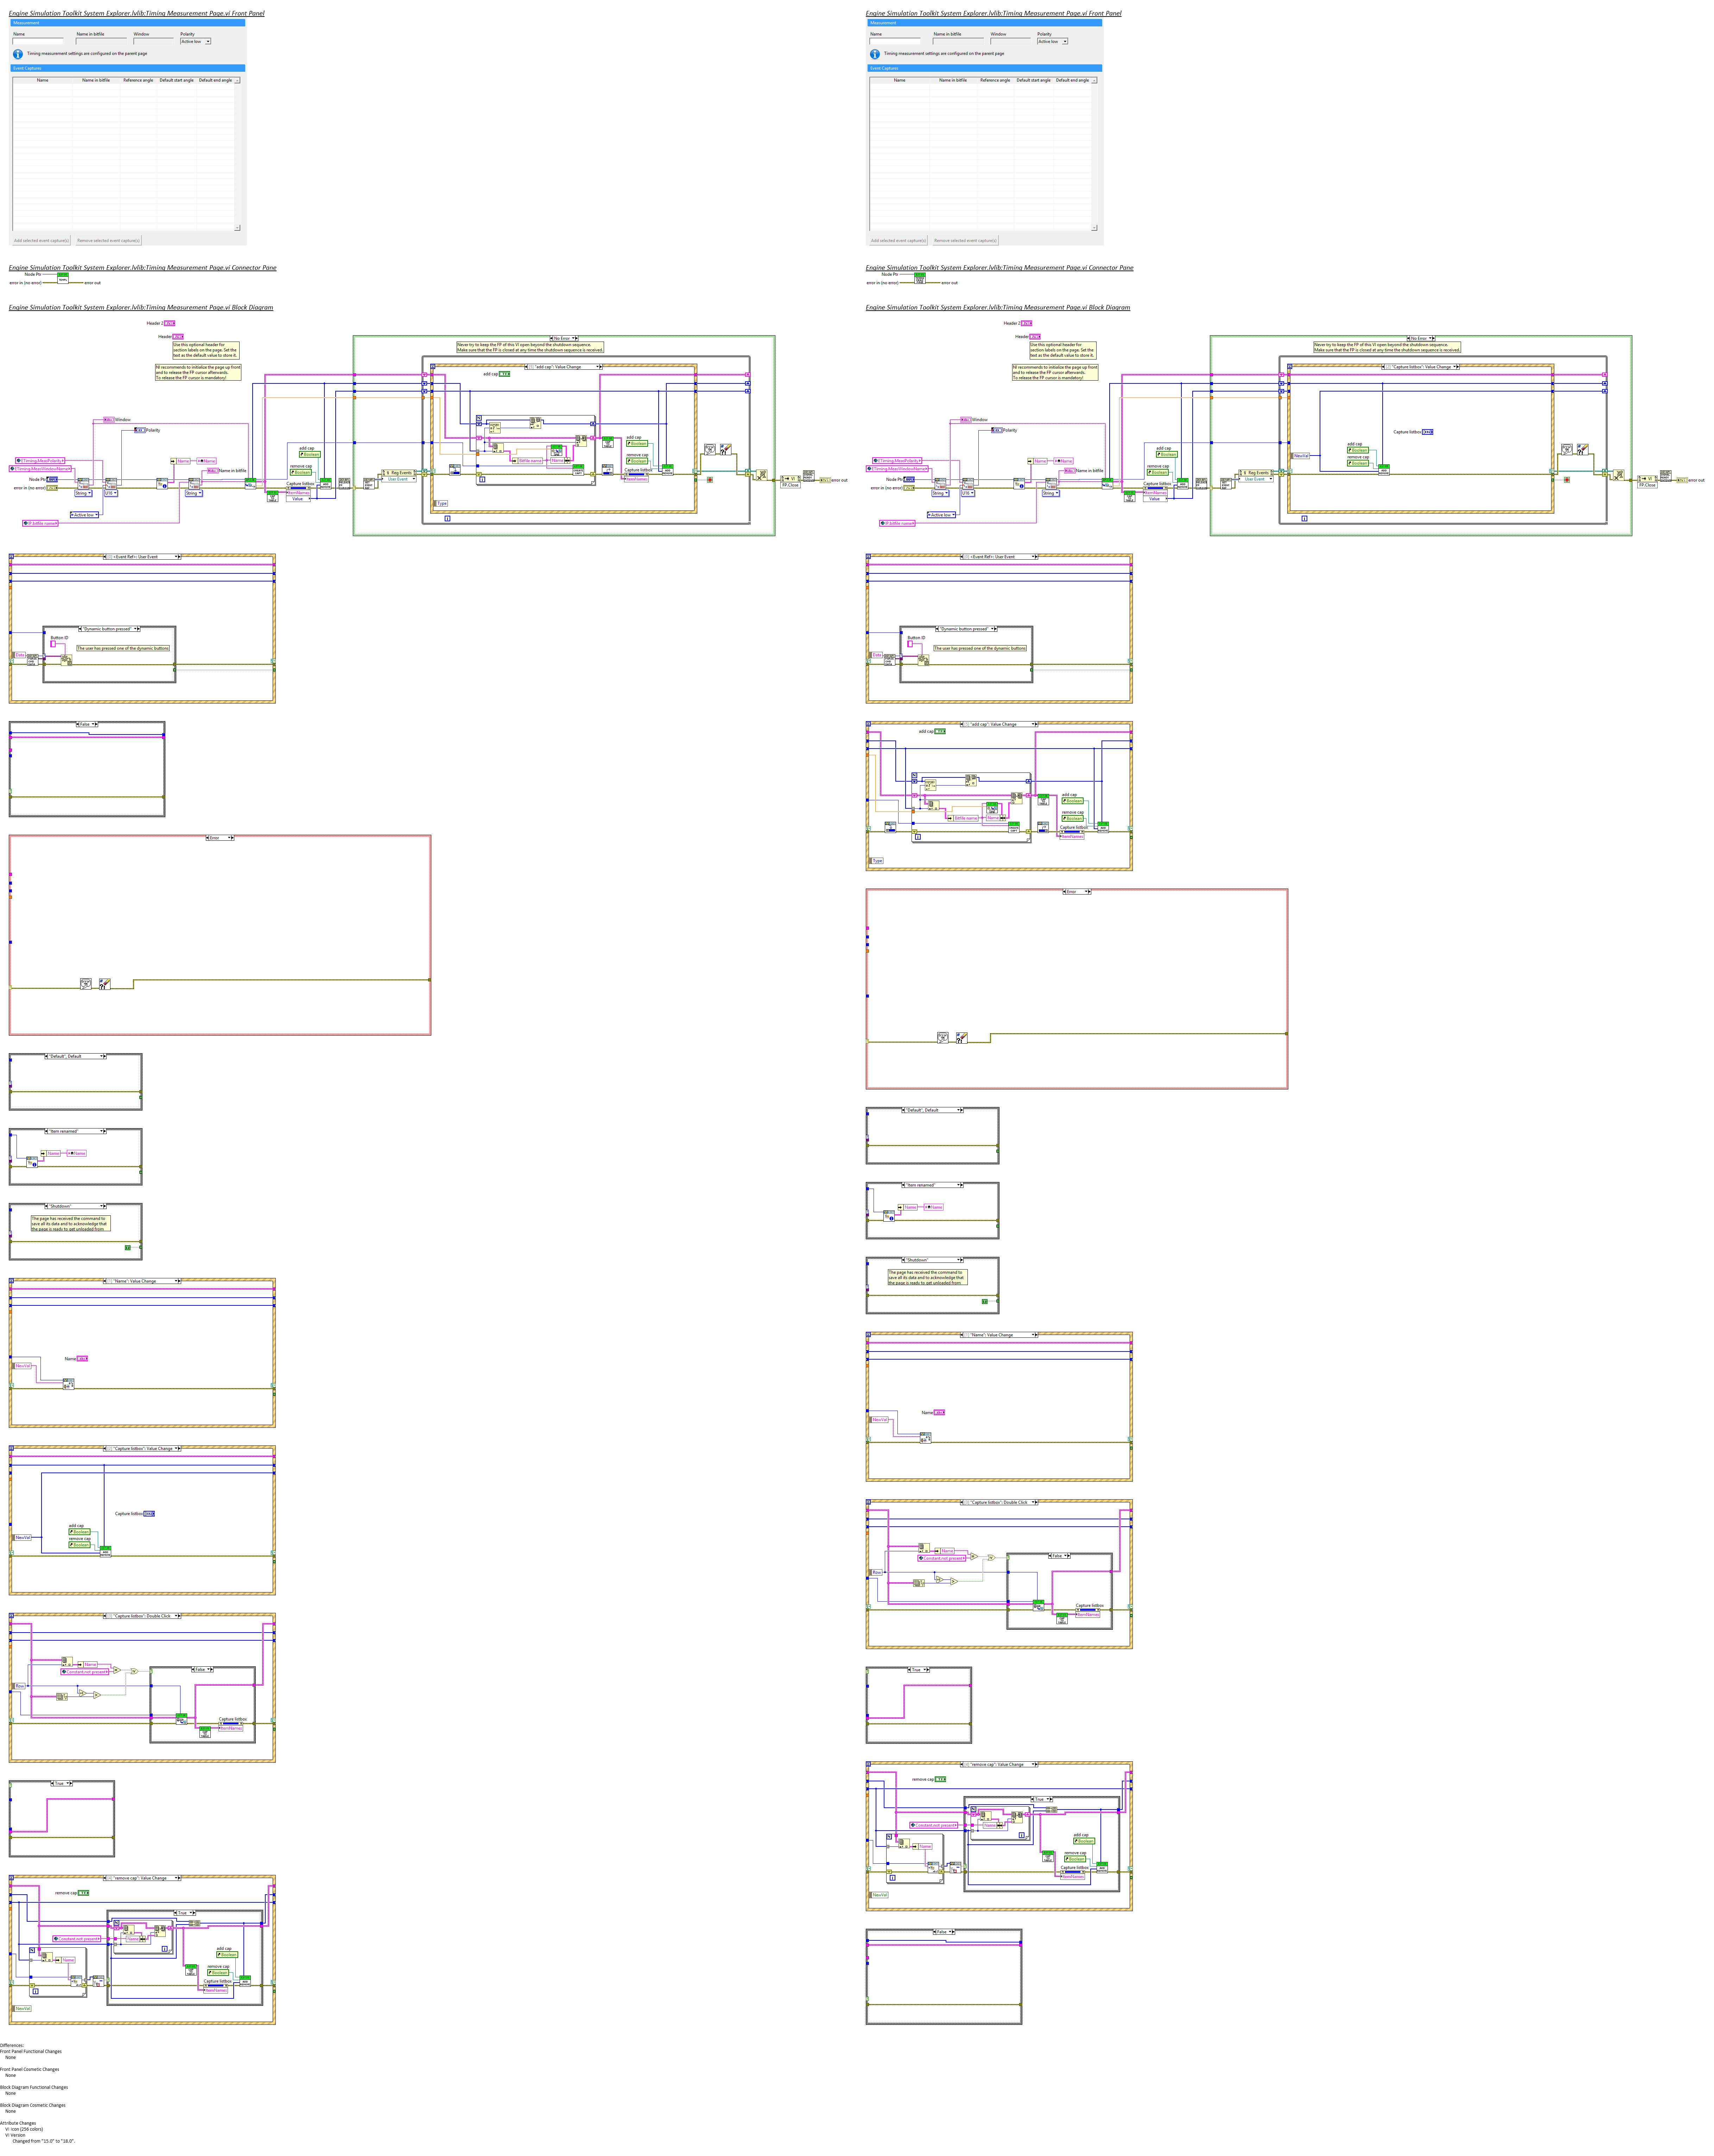 Engine Simulation Toolkit System Explorer.lvlib:Timing Measurement Page.vi Front Panel
Measurement
Name
Name in bitfile
Window
Polarity
Active low
Timing measurement settings are configured on the parent page
Event Captures
Name
Name in bitfile
Reference angle
Default start angle
Default end angle
Add selected event capture(s)
Remove selected event capture(s)
Engine Simulation Toolkit System Explorer.lvlib:Timing Measurement Page.vi Connector Pane
Node Ptr
error in (no error)
error out
Engine Simulation Toolkit System Explorer.lvlib:Timing Measurement Page.vi Block Diagram
Header 2
Header
Use this optional header for
section labels on the page. Set the
text as the default value to store it.
NI recommends to initialize the page up front
and to release the FP cursor afterwards.
To release the FP cursor is mandatory!
No Error
Never try to keep the FP of this VI open beyond the shutdown sequence.
Make sure that the FP is closed at any time the shutdown sequence is received.
"add cap": Value Change
add cap
Window
Polarity
Name
Name in bitfile
Node Ptr
error in (no error)
String
U16
String
Active low
add cap
Boolean
remove cap
Boolean
Capture listbox
ItemNames
Value
Reg Events
User Event
Bitfile name
Name
add cap
Boolean
remove cap
Boolean
Capture listbox
ItemNames
Type
VI
FP.Close
error out
<Event Ref>: User Event
"Dynamic button pressed"
Button ID
The user has pressed one of the dynamic buttons
Data
False
Error
"Default", Default
"Item renamed"
Name
Name
"Shutdown"
The page has received the command to
save all its data and to acknowledge that
the page is ready to get unloaded from
"Name": Value Change
Name
NewVal
"Capture listbox": Value Change
Capture listbox
add cap
Boolean
remove cap
Boolean
NewVal
"Capture listbox": Double Click
Name
Constant.not present
Row
False
Capture listbox
ItemNames
True
"remove cap": Value Change
remove cap
True
Constant.not present
Name
Name
add cap
Boolean
remove cap
Boolean
Capture listbox
ItemNames
NewVal
Differences:
Front Panel Functional Changes
None
Front Panel Cosmetic Changes
None
Block Diagram Functional Changes
None
Block Diagram Cosmetic Changes
None
Attribute Changes
VI Icon (256 colors)
VI Version
Changed from "15.0" to "18.0".
Engine Simulation Toolkit System Explorer.lvlib:Timing Measurement Page.vi Front Panel
Measurement
Name
Name in bitfile
Window
Polarity
Active low
Timing measurement settings are configured on the parent page
Event Captures
Name
Name in bitfile
Reference angle
Default start angle
Default end angle
Add selected event capture(s)
Remove selected event capture(s)
Engine Simulation Toolkit System Explorer.lvlib:Timing Measurement Page.vi Connector Pane
Node Ptr
error in (no error)
error out
Engine Simulation Toolkit System Explorer.lvlib:Timing Measurement Page.vi Block Diagram
Header 2
Header
Use this optional header for
section labels on the page. Set the
text as the default value to store it.
NI recommends to initialize the page up front
and to release the FP cursor afterwards.
To release the FP cursor is mandatory!
No Error
Never try to keep the FP of this VI open beyond the shutdown sequence.
Make sure that the FP is closed at any time the shutdown sequence is received.
"Capture listbox": Value Change
Capture listbox
Window
Polarity
Name
Name in bitfile
Node Ptr
error in (no error)
String
U16
String
Active low
add cap
Boolean
remove cap
Boolean
Capture listbox
ItemNames
Value
Reg Events
User Event
NewVal
add cap
Boolean
remove cap
Boolean
VI
FP.Close
error out
<Event Ref>: User Event
"Dynamic button pressed"
Button ID
The user has pressed one of the dynamic buttons
Data
"add cap": Value Change
add cap
Bitfile name
Name
add cap
Boolean
remove cap
Boolean
Capture listbox
ItemNames
Type
Error
"Default", Default
"Item renamed"
Name
Name
"Shutdown"
The page has received the command to
save all its data and to acknowledge that
the page is ready to get unloaded from
"Name": Value Change
Name
NewVal
"Capture listbox": Double Click
Name
Constant.not present
Row
False
Capture listbox
ItemNames
True
"remove cap": Value Change
remove cap
True
Constant.not present
Name
Name
add cap
Boolean
remove cap
Boolean
Capture listbox
ItemNames
NewVal
False